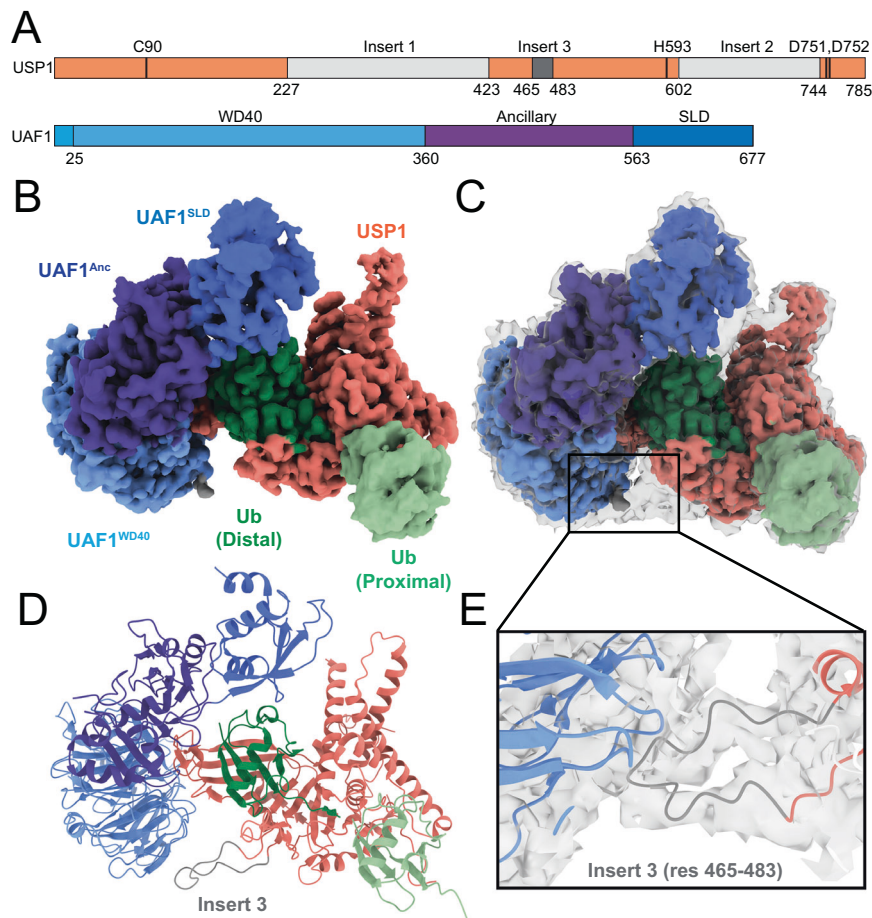 A
C90 Insert 1 Insert 3 H593 Insert 2 D751,D752
USP1
227 423 465 483 602 744 785
WD40 Ancillary SLD
UAF1
25 360 563 677
B
C
UAF1SLD
USP1
UAF1Anc
UAF1WD40
Ub
(Distal)
Ub
(Proximal)
D
E
Insert 3
Insert 3 (res 465-483)